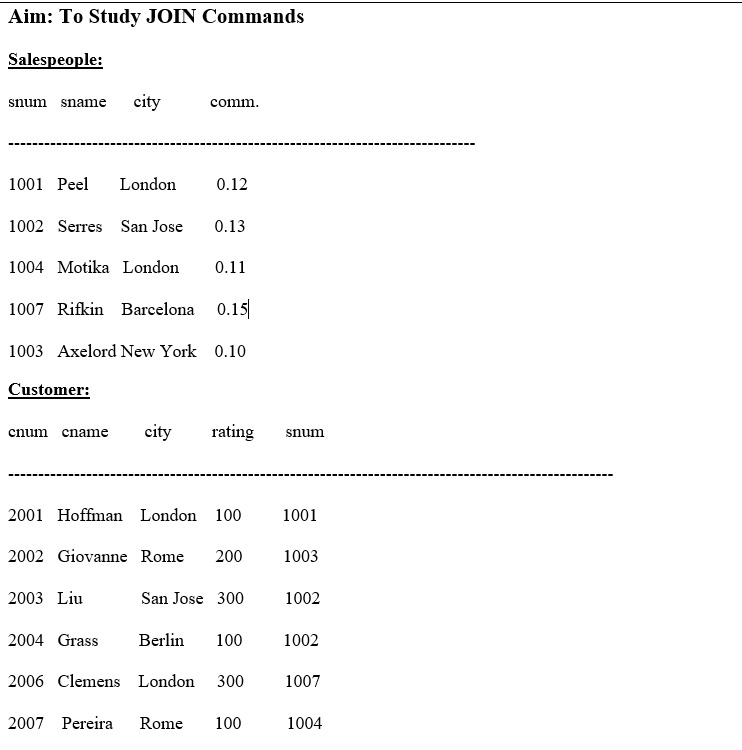 Aim: To Study JOIN Commands
Salespeople:
snum sname city comm.
------------------------------------------------------------------------------
1001 Peel London 0.12
1002 Serres San Jose 0.13
1004 Motika London 0.11
1007 Rifkin Barcelona 0.15
1003 Axelord New York 0.10
Customer:
cnum cname city rating snum
-----------------------------------------------------------------------------------------------------
2001 Hoffman London 100 1001
2002 Giovanne Rome 200 1003
2003 Liu San Jose 300 1002
2004 Grass Berlin 100 1002
2006 Clemens London 300 1007
2007 Pereira Rome 100 1004